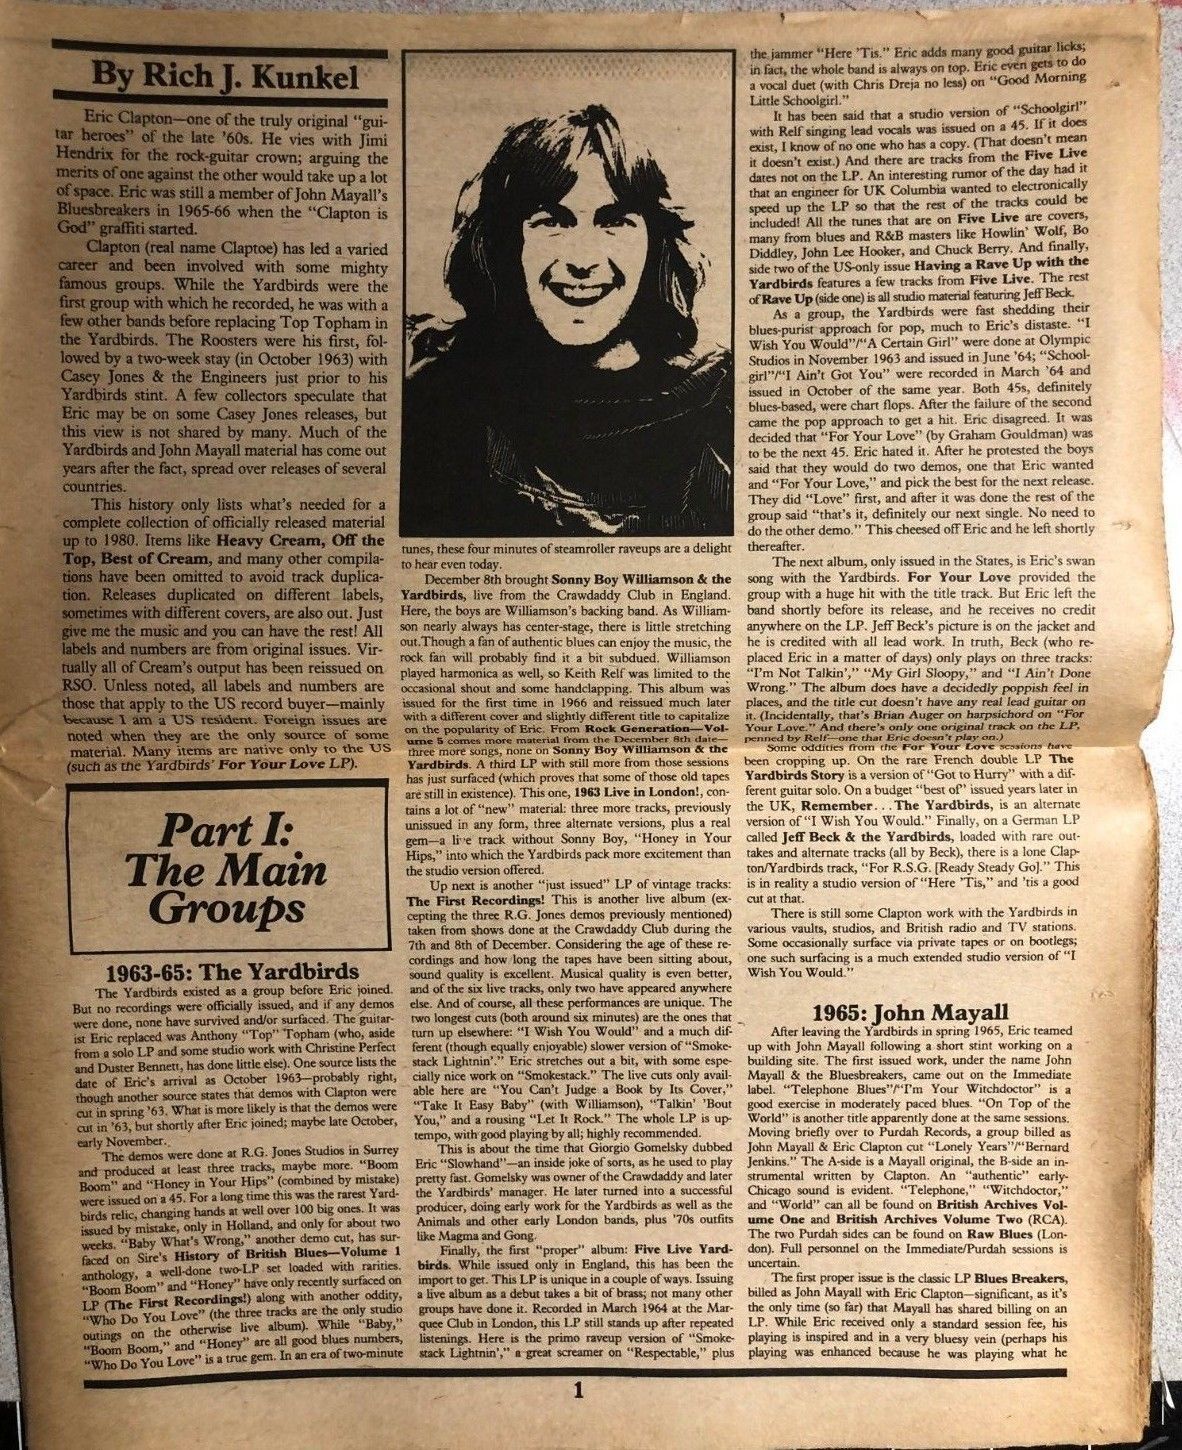 By Rich J. Kunkel
Eric Clapton—one of the truly original “gui-
tar heroes” of the late ’60s. He vies with Jimi
Hendrix for the rock-guitar crown; arguing the
merits of one against the other would take up a lot
of space. Eric was still a member of John Mayall’s
Bluesbreakers in 1965-66 when the “Clapton is
God” graffiti started.
Clapton (real name Claptoe) has led a varied
career and been involved with some mighty
famous groups. While the Yardbirds were the
first group with which he recorded, he was with a
few other bands before replacing Top Topham in
the Yardbirds. The Roosters were his first, fol-
lowed by a two-week stay (in October 1963) with
Casey Jones & the Engineers just prior to his
Yardbirds stint. A few collectors speculate that
Eric may be on some Casey Jones releases, but
this view is not shared by many. Much of the
Yardbirds and John Mayall material has come out
years after the fact, spread over releases of several
countries.
This history only lists what’s needed for a
complete collection of officially released material
up to 1980. Items like Heavy Cream, Off the
Top, Best of Cream, and many other compila-
tions have been omitted to avoid track duplica-
tion. Releases duplicated on different labels,
sometimes with different covers, are also out. Just
give me the music and you can have the rest! All
labels and numbers are from original issues. Vir-
tually all of Cream’s output has been reissued on
RSO. Unless noted, all labels and numbers are
those that apply to the US record buyer—mainly
because I am a US resident. Foreign issues are
noted when they are the only source of some
material. Many items are native only to the US
(such as the Yardbirds’ For Your Love LP).
Part I:
The Main
Groups
1963-65: The Yardbirds
The Yardbirds existed as a group before Eric joined.
But no recordings were officially issued, and if any demos
were done, none have survived and/or surfaced. The guitar-
ist Eric replaced was Anthony “Top” Topham (who, aside
from a solo LP and some studio work with Christine Perfect
and Duster Bennett, has done little else). One source lists the
date of Eric’s arrival as October 1963—probably right,
though another source states that demos with Clapton were
cut in spring ’63. What is more likely is that the demos were
cut in ’63, but shortly after Eric joined; maybe late October,
early November.
The demos were done at R.G. Jones Studios in Surrey
and produced at least three tracks, maybe more. “Boom
Boom” and “Honey in Your Hips” (combined by mistake)
were issued on a 45. For a long time this was the rarest Yard-
birds relic, changing hands at well over 100 big ones. It was
issued by mistake, only in Holland, and only for about two
weeks. “Baby What’s Wrong,” another demo cut, has sur-
faced on Sire’s History of British Blues—Volume 1
anthology, a well-done two-LP set loaded with rarities.
“Boom Boom” and “Honey” have only recently surfaced on
LP (The First Recordings!) along with another oddity,
“Who Do You Love” (the three tracks are the only studio
outings on the otherwise live album). While “Baby,”
“Boom Boom,” and “Honey” are all good blues numbers,
“Who Do You Love” is a true gem. In an era of two-minute
tunes, these four minutes of steamroller raveups are a delight
to hear even today.
December 8th brought Sonny Boy Williamson & the
Yardbirds, live from the Crawdaddy Club in England.
Here, the boys are Williamson’s backing band. As William-
son nearly always has center-stage, there is little stretching
out.Though a fan of authentic blues can enjoy the music, the
rock fan will probably find it a bit subdued. Williamson
played harmonica as well, so Keith Relf was limited to the
occasional shout and some handclapping. This album was
issued for the first time in 1966 and reissued much later
with a different cover and slightly different title to capitalize
on the popularity of Eric. From Rock Generation—Vol-
ume 5 comes more material from the December 8th date—
three more songs, none on Sonny Boy Williamson & the
Yardbirds. A third LP with still more from those sessions
has just surfaced (which proves that some of those old tapes
are still in existence). This one, 1963 Live in London!, con-
tains a lot of “new” material: three more tracks, previously
unissued in any form, three alternate versions, plus a real
gem—a live track without Sonny Boy, “Honey in Your
Hips,” into which the Yardbirds pack more excitement than
the studio version offered.
Up next is another “just issued” LP of vintage tracks:
The First Recordings! This is another live album (ex-
cepting the three R.G. Jones demos previously mentioned)
taken from shows done at the Crawdaddy Club during the
7th and 8th of December. Considering the age of these re-
cordings and how long the tapes have been sitting about,
sound quality is excellent. Musical quality is even better,
and of the six live tracks, only two have appeared anywhere
else. And of course, all these performances are unique. The
two longest cuts (both around six minutes) are the ones that
turn up elsewhere: “I Wish You Would” and a much dif-
ferent (though equally enjoyable) slower version of “Smoke-
stack Lightnin’.” Eric stretches out a bit, with some espe-
cially nice work on “Smokestack.” The live cuts only avail-
able here are “You Can’t Judge a Book by Its Cover,”
“Take It Easy Baby” (with Williamson), “Talkin’ ’Bout
You,” and a rousing “Let It Rock.” The whole LP is up-
tempo, with good playing by all; highly recommended.
This is about the time that Giorgio Gomelsky dubbed
Eric “Slowhand”—an inside joke of sorts, as he used to play
pretty fast. Gomelsky was owner of the Crawdaddy and later
the Yardbirds’ manager. He later turned into a successful
producer, doing early work for the Yardbirds as well as the
Animals and other early London bands, plus ’70s outfits
like Magma and Gong.
Finally, the first “proper” album: Five Live Yard-
birds. While issued only in England, this has been the
import to get. This LP is unique in a couple of ways. Issuing
a live album as a debut takes a bit of brass; not many other
groups have done it. Recorded in March 1964 at the Mar-
quee Club in London, this LP still stands up after repeated
listenings. Here is the primo raveup version of “Smoke-
stack Lightnin’,” a great screamer on “Respectable,” plus
the jammer “Here ’Tis.” Eric adds many good guitar licks;
in fact, the whole band is always on top. Eric even gets to do
a vocal duet (with Chris Dreja no less) on “Good Morning
Little Schoolgirl.”
It has been said that a studio version of “Schoolgirl”
with Relf singing lead vocals was issued on a 45. If it does
exist, I know of no one who has a copy. (That doesn’t mean
it doesn’t exist.) And there are tracks from the Five Live
dates not on the LP. An interesting rumor of the day had it
that an engineer for UK Columbia wanted to electronically
speed up the LP so that the rest of the tracks could be
included! All the tunes that are on Five Live are covers,
many from blues and R&B masters like Howlin’ Wolf, Bo
Diddley, John Lee Hooker, and Chuck Berry. And finally,
side two of the US-only issue Having a Rave Up with the
Yardbirds features a few tracks from Five Live. The rest
of Rave Up (side one) is all studio material featuring Jeff Beck.
As a group, the Yardbirds were fast shedding their
blues-purist approach for pop, much to Eric’s distaste. “I
Wish You Would”/“A Certain Girl” were done at Olympic
Studios in November 1963 and issued in June ’64; “School-
girl”/“I Ain’t Got You” were recorded in March ’64 and
issued in October of the same year. Both 45s, definitely
blues-based, were chart flops. After the failure of the second
came the pop approach to get a hit. Eric disagreed. It was
decided that “For Your Love” (by Graham Gouldman) was
to be the next 45. Eric hated it. After he protested the boys
said that they would do two demos, one that Eric wanted
and “For Your Love,” and pick the best for the next release.
They did “Love” first, and after it was done the rest of the
group said “that’s it, definitely our next single. No need to
do the other demo.” This cheesed off Eric and he left shortly
thereafter.
The next album, only issued in the States, is Eric’s swan
song with the Yardbirds. For Your Love provided the
group with a huge hit with the title track. But Eric left the
band shortly before its release, and he receives no credit
anywhere on the LP. Jeff Beck’s picture is on the jacket and
he is credited with all lead work. In truth, Beck (who re-
placed Eric in a matter of days) only plays on three tracks:
“I’m Not Talkin’,” “My Girl Sloopy,” and “I Ain’t Done
Wrong.” The album does have a decidedly poppish feel in
places, and the title cut doesn’t have any real lead guitar on
it. (Incidentally, that’s Brian Auger on harpsichord on “For
Your Love.” And there’s only one original track on the LP,
penned by Relf—one that Eric doesn’t play on.)
Some oddities from the For Your Love sessions have
been cropping up. On the rare French double LP The
Yardbirds Story is a version of “Got to Hurry” with a dif-
ferent guitar solo. On a budget “best of” issued years later in
the UK, Remember...The Yardbirds, is an alternate
version of “I Wish You Would.” Finally, on a German LP
called Jeff Beck & the Yardbirds, loaded with rare out-
takes and alternate tracks (all by Beck), there is a lone Clap-
ton/Yardbirds track, “For R.S.G. [Ready Steady Go].” This
is in reality a studio version of “Here ’Tis,” and ’tis a good
cut at that.
There is still some Clapton work with the Yardbirds in
various vaults, studios, and British radio and TV stations.
Some occasionally surface via private tapes or on bootlegs;
one such surfacing is a much extended studio version of “I
Wish You Would.”
1965: John Mayall
After leaving the Yardbirds in spring 1965, Eric teamed
up with John Mayall following a short stint working on a
building site. The first issued work, under the name John
Mayall & the Bluesbreakers, came out on the Immediate
label. “Telephone Blues”/“I’m Your Witchdoctor” is a
good exercise in moderately paced blues. “On Top of the
World” is another title apparently done at the same sessions.
Moving briefly over to Purdah Records, a group billed as
John Mayall & Eric Clapton cut “Lonely Years”/“Bernard
Jenkins.” The A-side is a Mayall original, the B-side an in-
strumental written by Clapton. An “authentic” early-
Chicago sound is evident. “Telephone,” “Witchdoctor,”
and “World” can all be found on British Archives Vol-
ume One and British Archives Volume Two (RCA).
The two Purdah sides can be found on Raw Blues (Lon-
don). Full personnel on the Immediate/Purdah sessions is
uncertain.
The first proper issue is the classic LP Blues Breakers,
billed as John Mayall with Eric Clapton—significant, as it’s
the only time (so far) that Mayall has shared billing on an
LP. While Eric received only a standard session fee, his
playing is inspired and in a very bluesy vein (perhaps his
playing was enhanced because he was playing what he
1